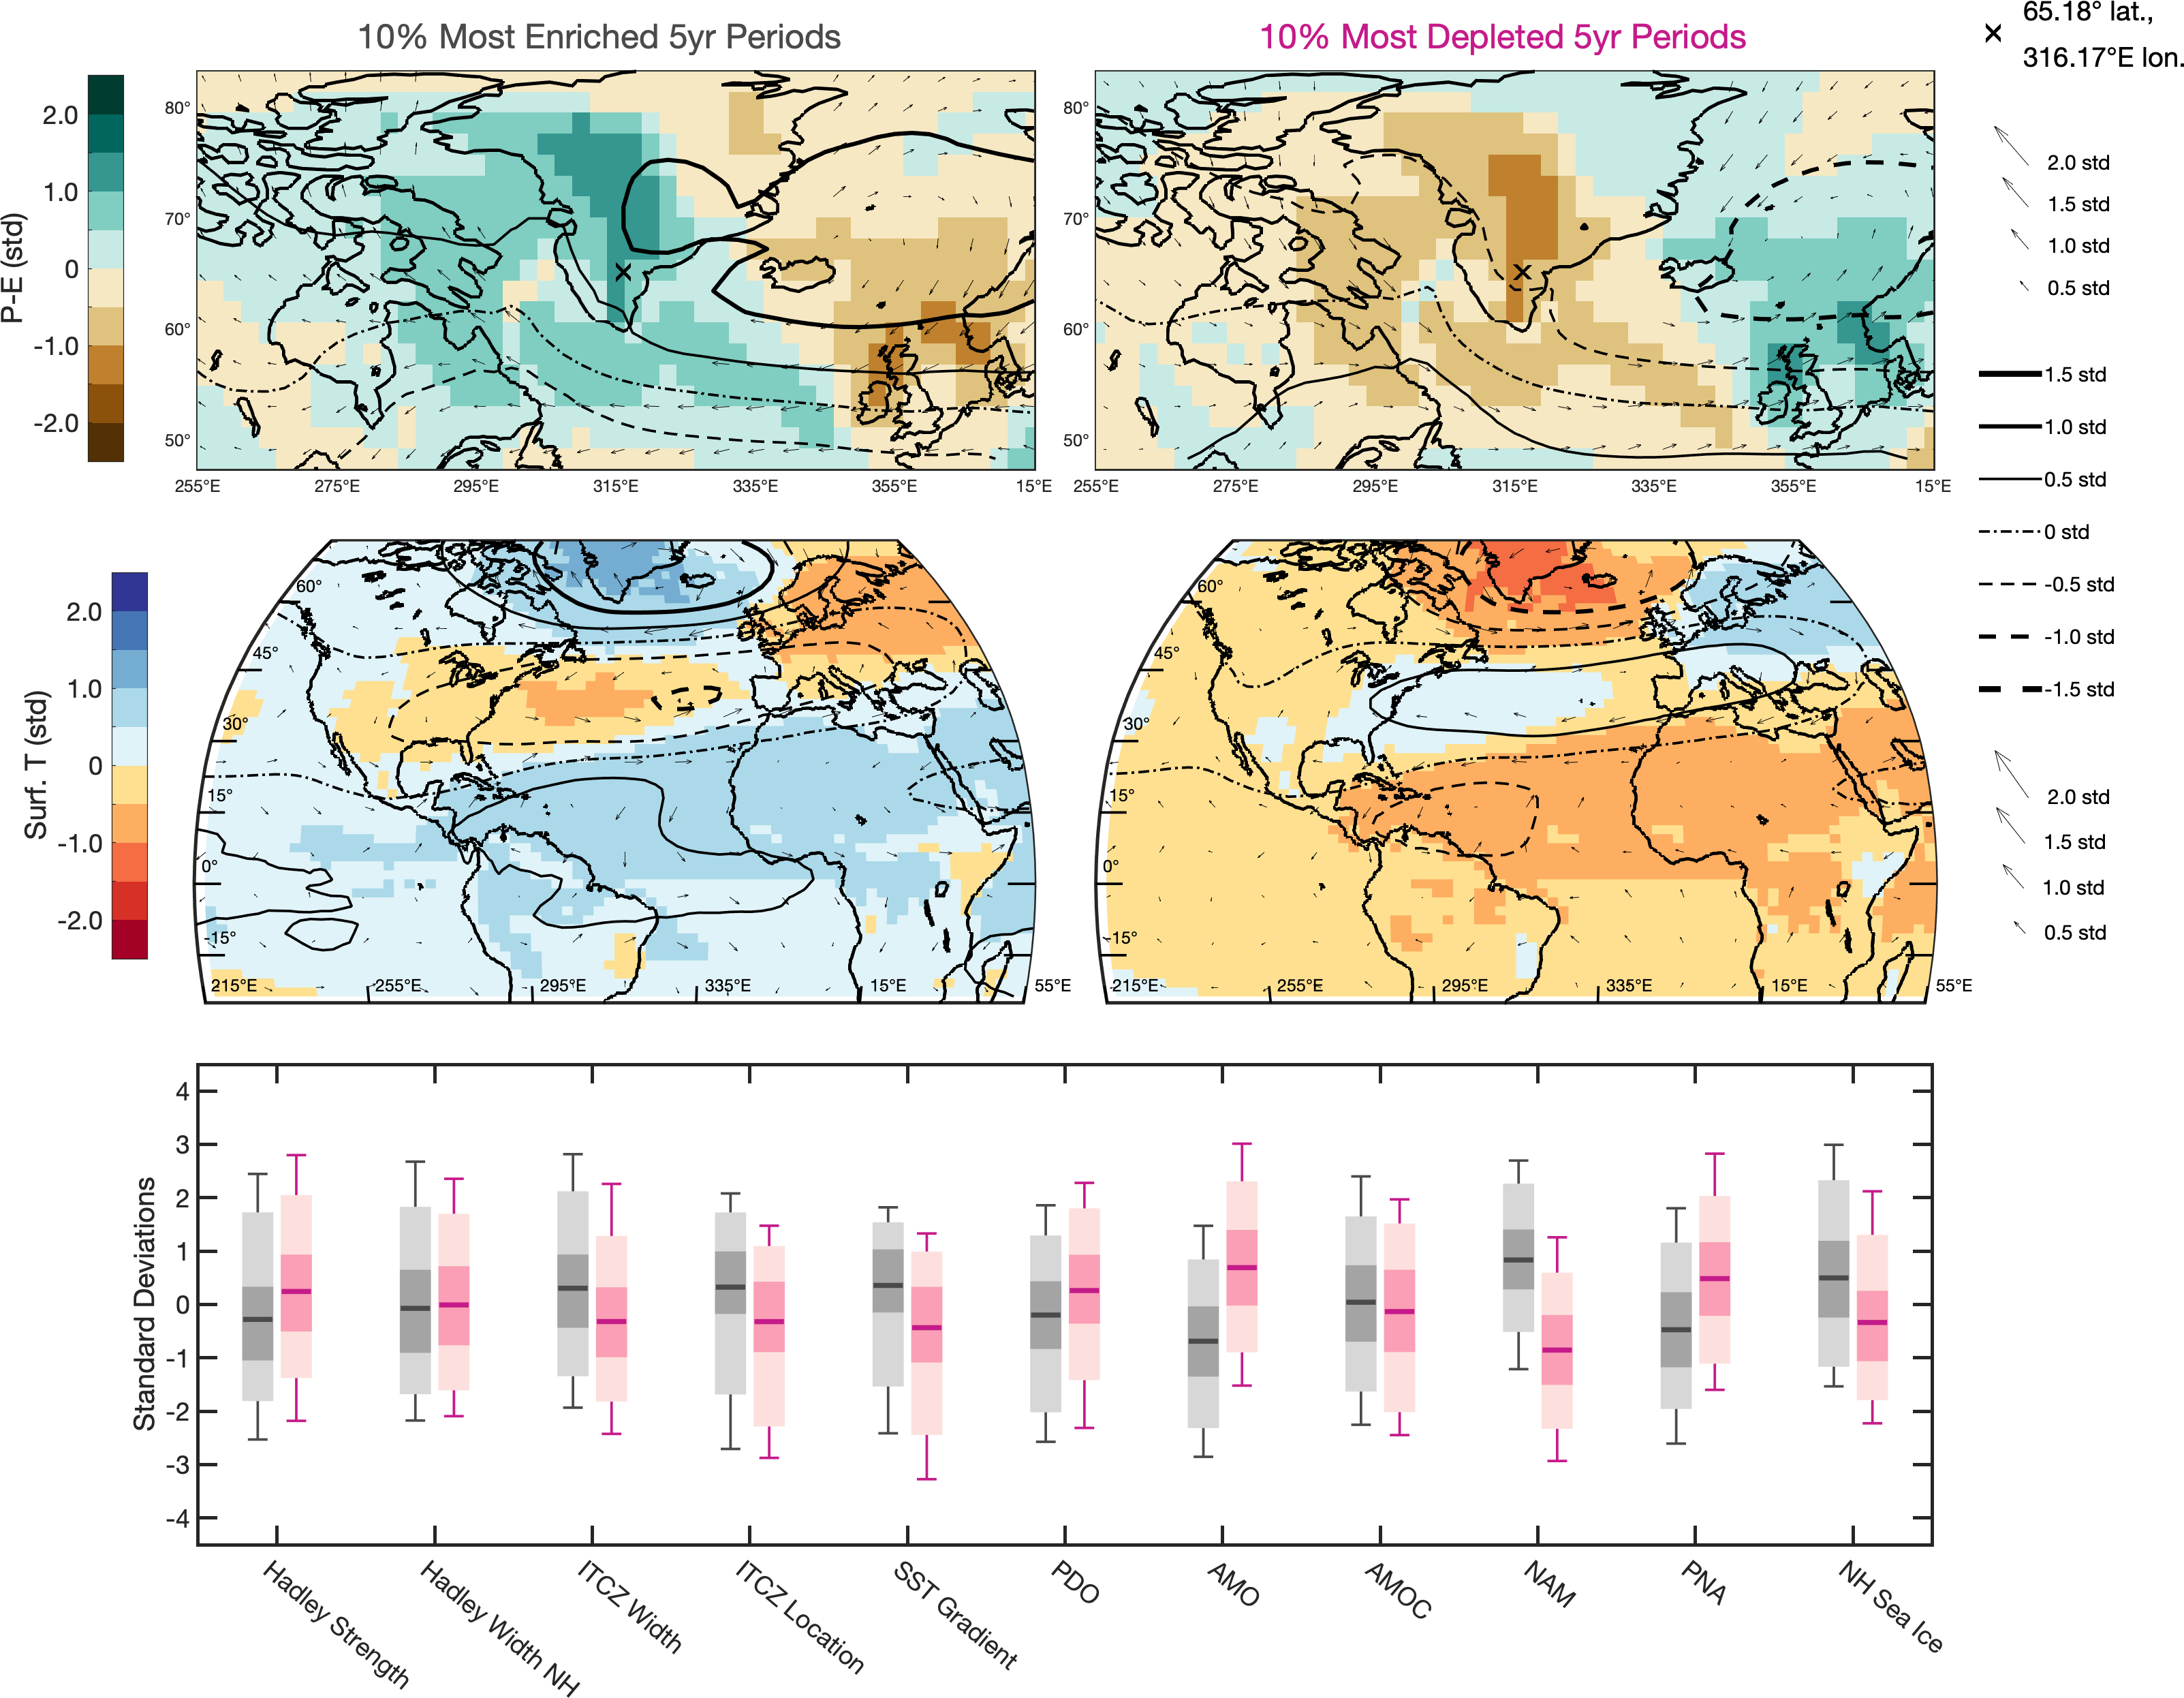 10% Most Enriched 5yr Periods
10% Most Depleted 5yr Periods
65.18° lat.,
316.17°E lon.
P-E (std)
2.0
1.0
0
-1.0
-2.0
80°
70°
60°
50°
255°E 275°E 295°E 315°E 335°E 355°E 15°E
80°
70°
60°
50°
255°E 275°E 295°E 315°E 335°E 355°E 15°E
2.0 std
1.5 std
1.0 std
0.5 std
1.5 std
1.0 std
0.5 std
0 std
-0.5 std
-1.0 std
-1.5 std
Surf. T (std)
2.0
1.0
0
-1.0
-2.0
60°
45°
30°
15°
0°
-15°
215°E 255°E 295°E 335°E 15°E 55°E
60°
45°
30°
15°
0°
-15°
215°E 255°E 295°E 335°E 15°E 55°E
2.0 std
1.5 std
1.0 std
0.5 std
Standard Deviations
4
3
2
1
0
-1
-2
-3
-4
Hadley Strength
Hadley Width NH
ITCZ Width
ITCZ Location
SST Gradient
PDO
AMO
AMOC
NAM
PNA
NH Sea Ice